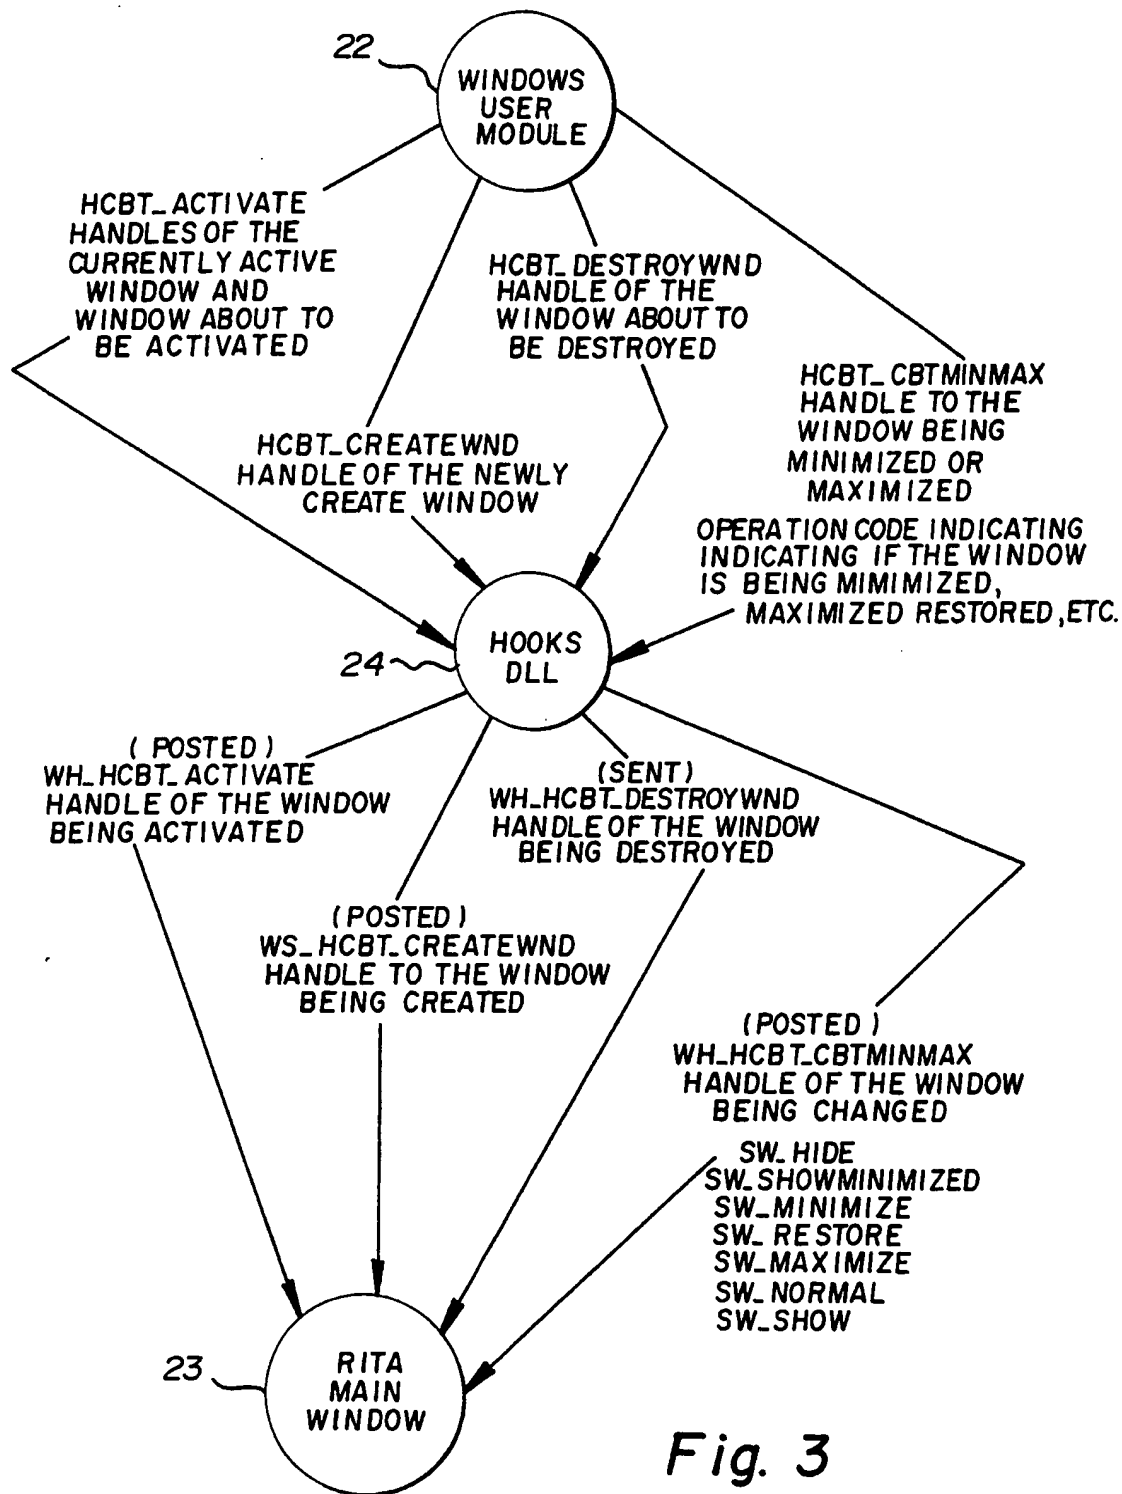 22
WINDOWS
USER
MODULE
HCBT_ACTIVATE
HANDLES OF THE
CURRENTLY ACTIVE
WINDOW AND
WINDOW ABOUT TO
BE ACTIVATED
HCBT_DESTROYWND
HANDLE OF THE
WINDOW ABOUT TO
BE DESTROYED
HCBT_CBTMINMAX
HANDLE TO THE
WINDOW BEING
MINIMIZED OR
MAXIMIZED
OPERATION CODE INDICATING
INDICATING IF THE WINDOW
IS BEING MIMIMIZED,
MAXIMIZED RESTORED, ETC.
HCBT_CREATEWND
HANDLE OF THE NEWLY
CREATE WINDOW
24
HOOKS
DLL
(POSTED)
WH_HCBT_ACTIVATE
HANDLE OF THE WINDOW
BEING ACTIVATED
(SENT)
WH_HCBT_DESTROYWND
HANDLE OF THE WINDOW
BEING DESTROYED
(POSTED)
WS_HCBT_CREATEWND
HANDLE TO THE WINDOW
BEING CREATED
(POSTED)
WH_HCBT_CBTMINMAX
HANDLE OF THE WINDOW
BEING CHANGED
SW_HIDE
SW_SHOWMINIMIZED
SW_MINIMIZE
SW_RESTORE
SW_MAXIMIZE
SW_NORMAL
SW_SHOW
23
RITA
MAIN
WINDOW
Fig. 3